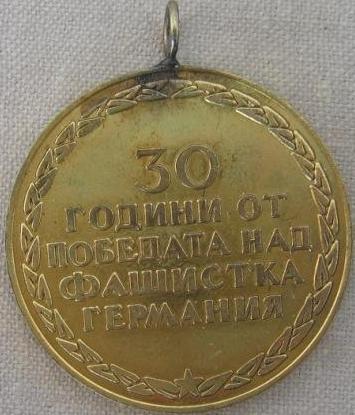 30
ГОДИНИ ОТ
ПОБЕДАТА НАД
ФАШИСТКА
ГЕРМАНИЯ